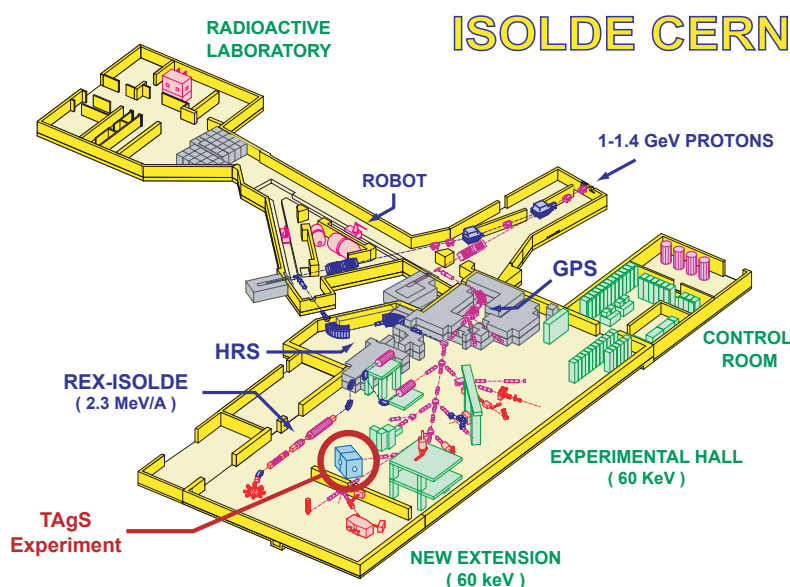 RADIOACTIVE
LABORATORY
ISOLDE CERN
1-1.4 GeV PROTONS
ROBOT
GPS
HRS
CONTROL
ROOM
REX-ISOLDE
( 2.3 MeV/A )
EXPERIMENTAL HALL
( 60 KeV )
TAgS
Experiment
NEW EXTENSION
( 60 keV )